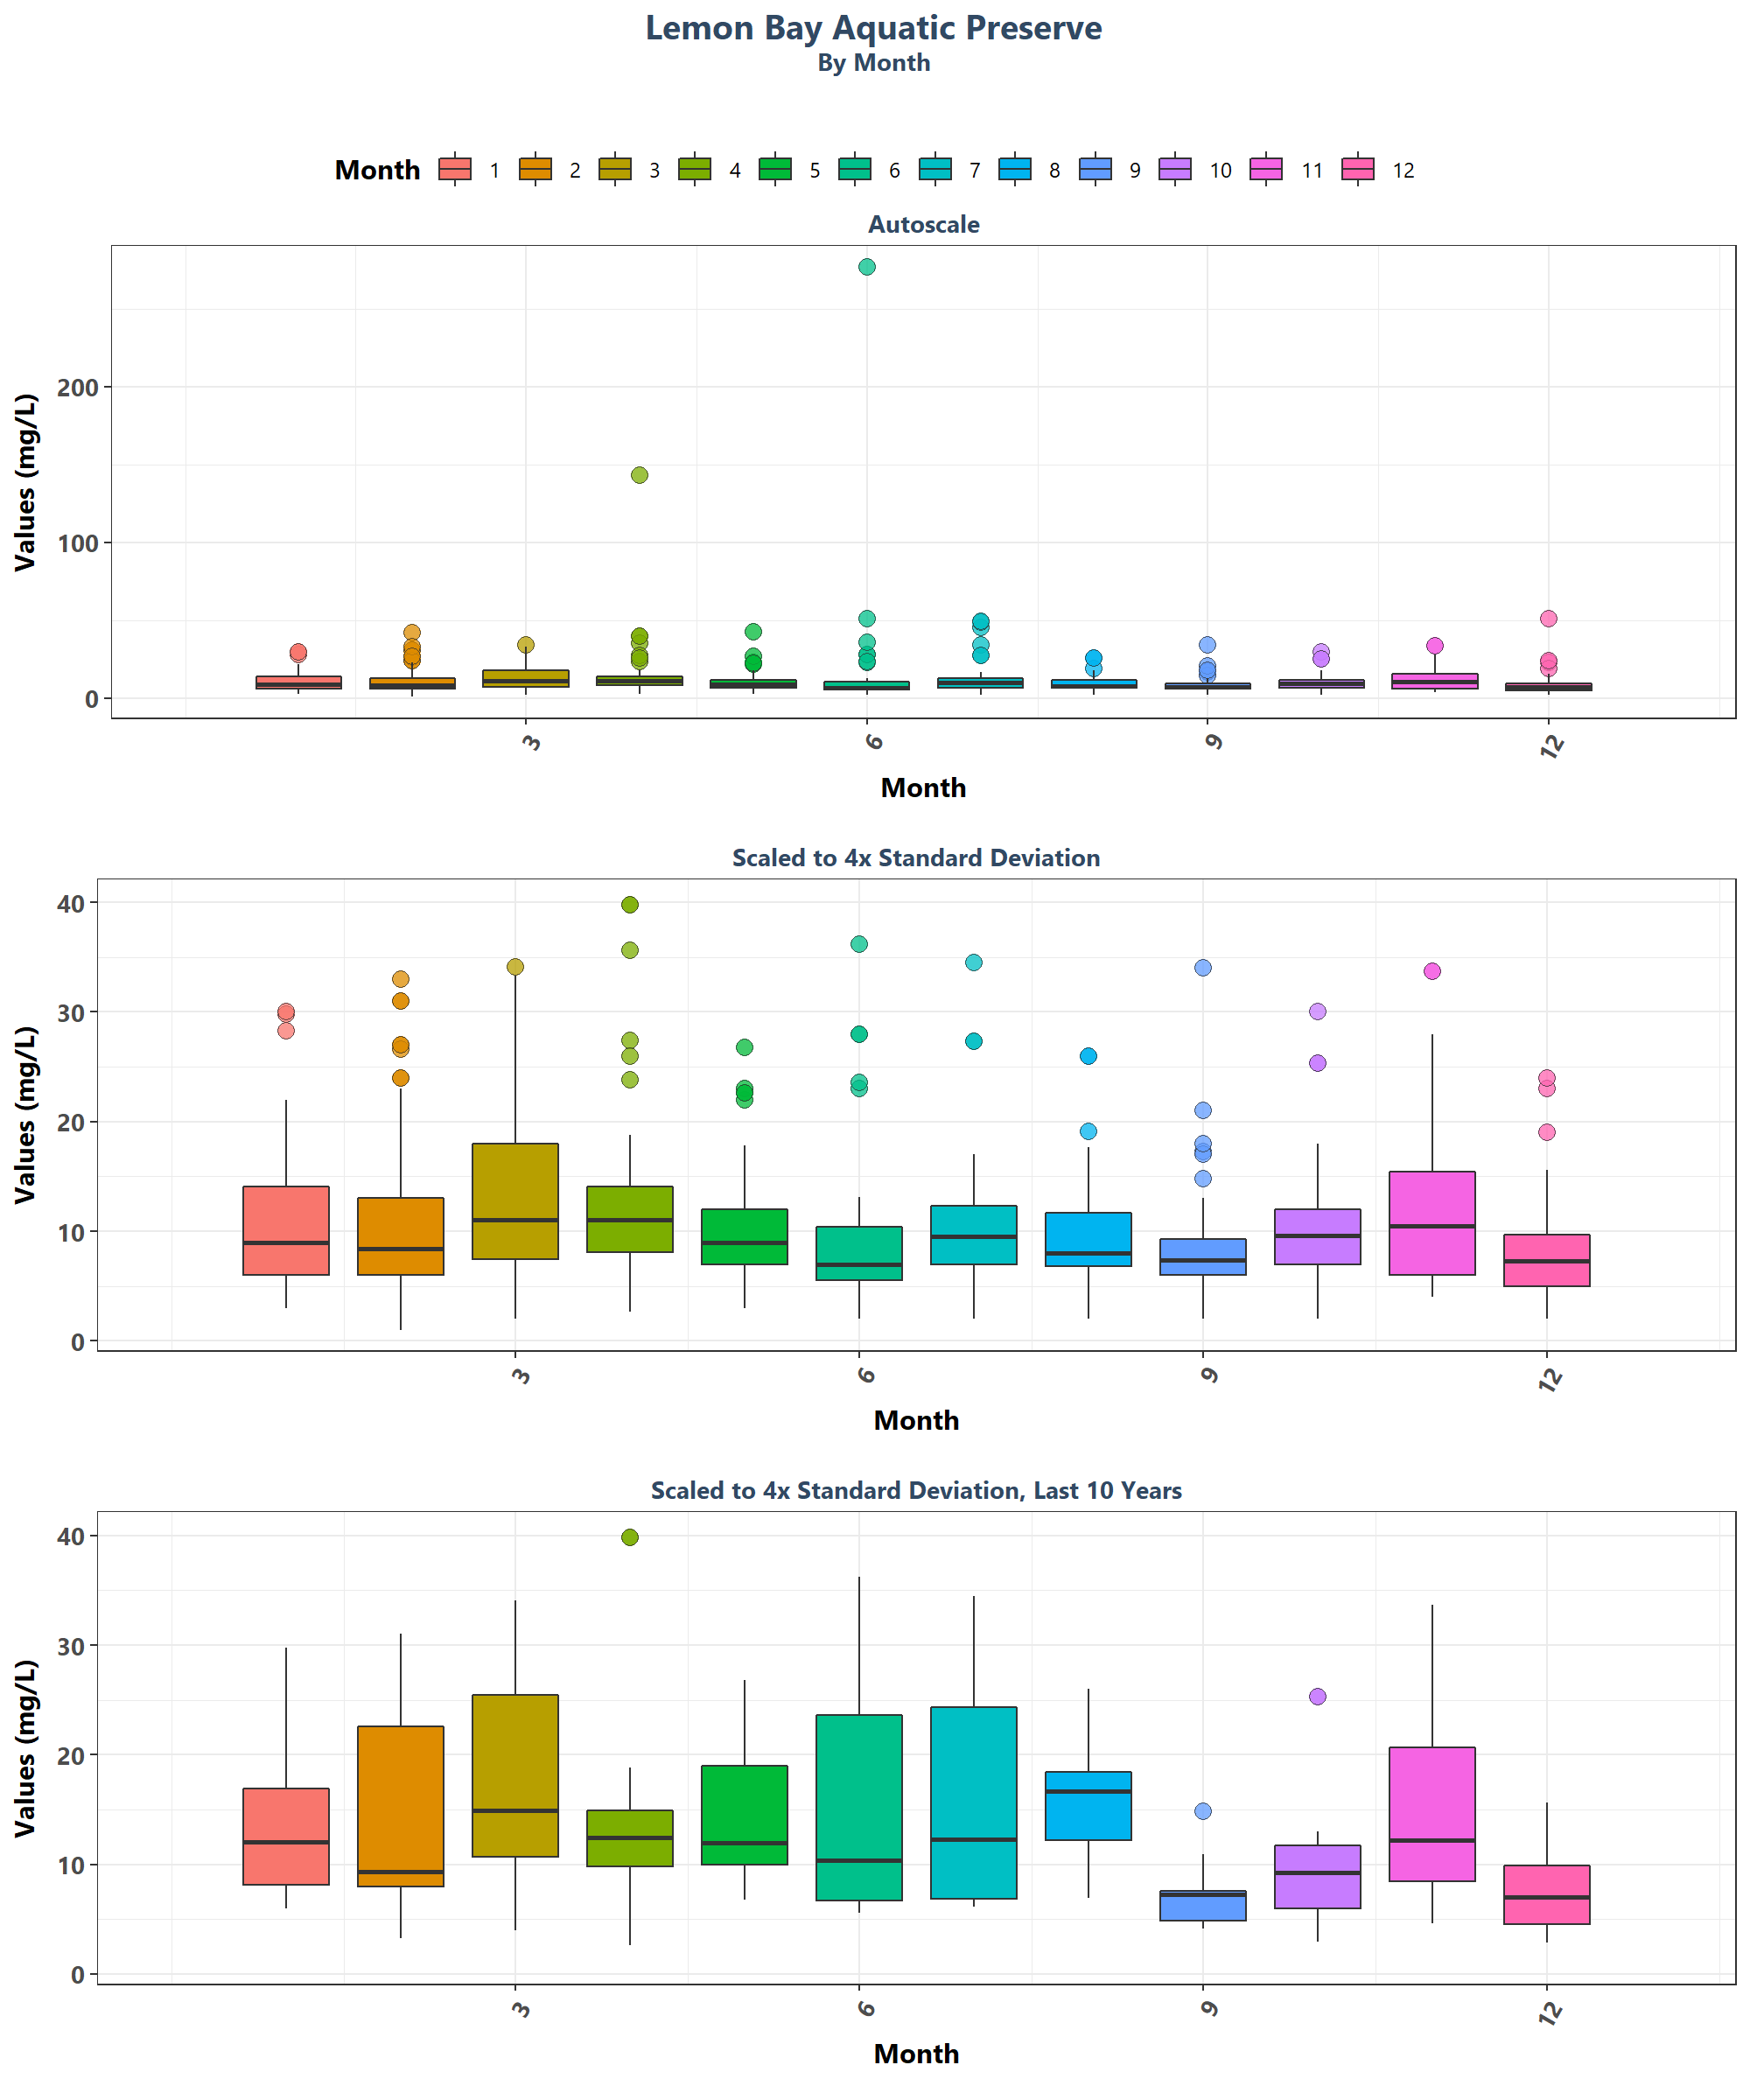 Lemon Bay Aquatic Preserve
By Month
Month 1 2 3 4 5 6 7 8 9 10 11 12
Autoscale
Values (mg/L)
200
100
0
3 6 9 12
Month
Scaled to 4x Standard Deviation
Values (mg/L)
40
30
20
10
0
3 6 9 12
Month
Scaled to 4x Standard Deviation, Last 10 Years
Values (mg/L)
40
30
20
10
0
3 6 9 12
Month